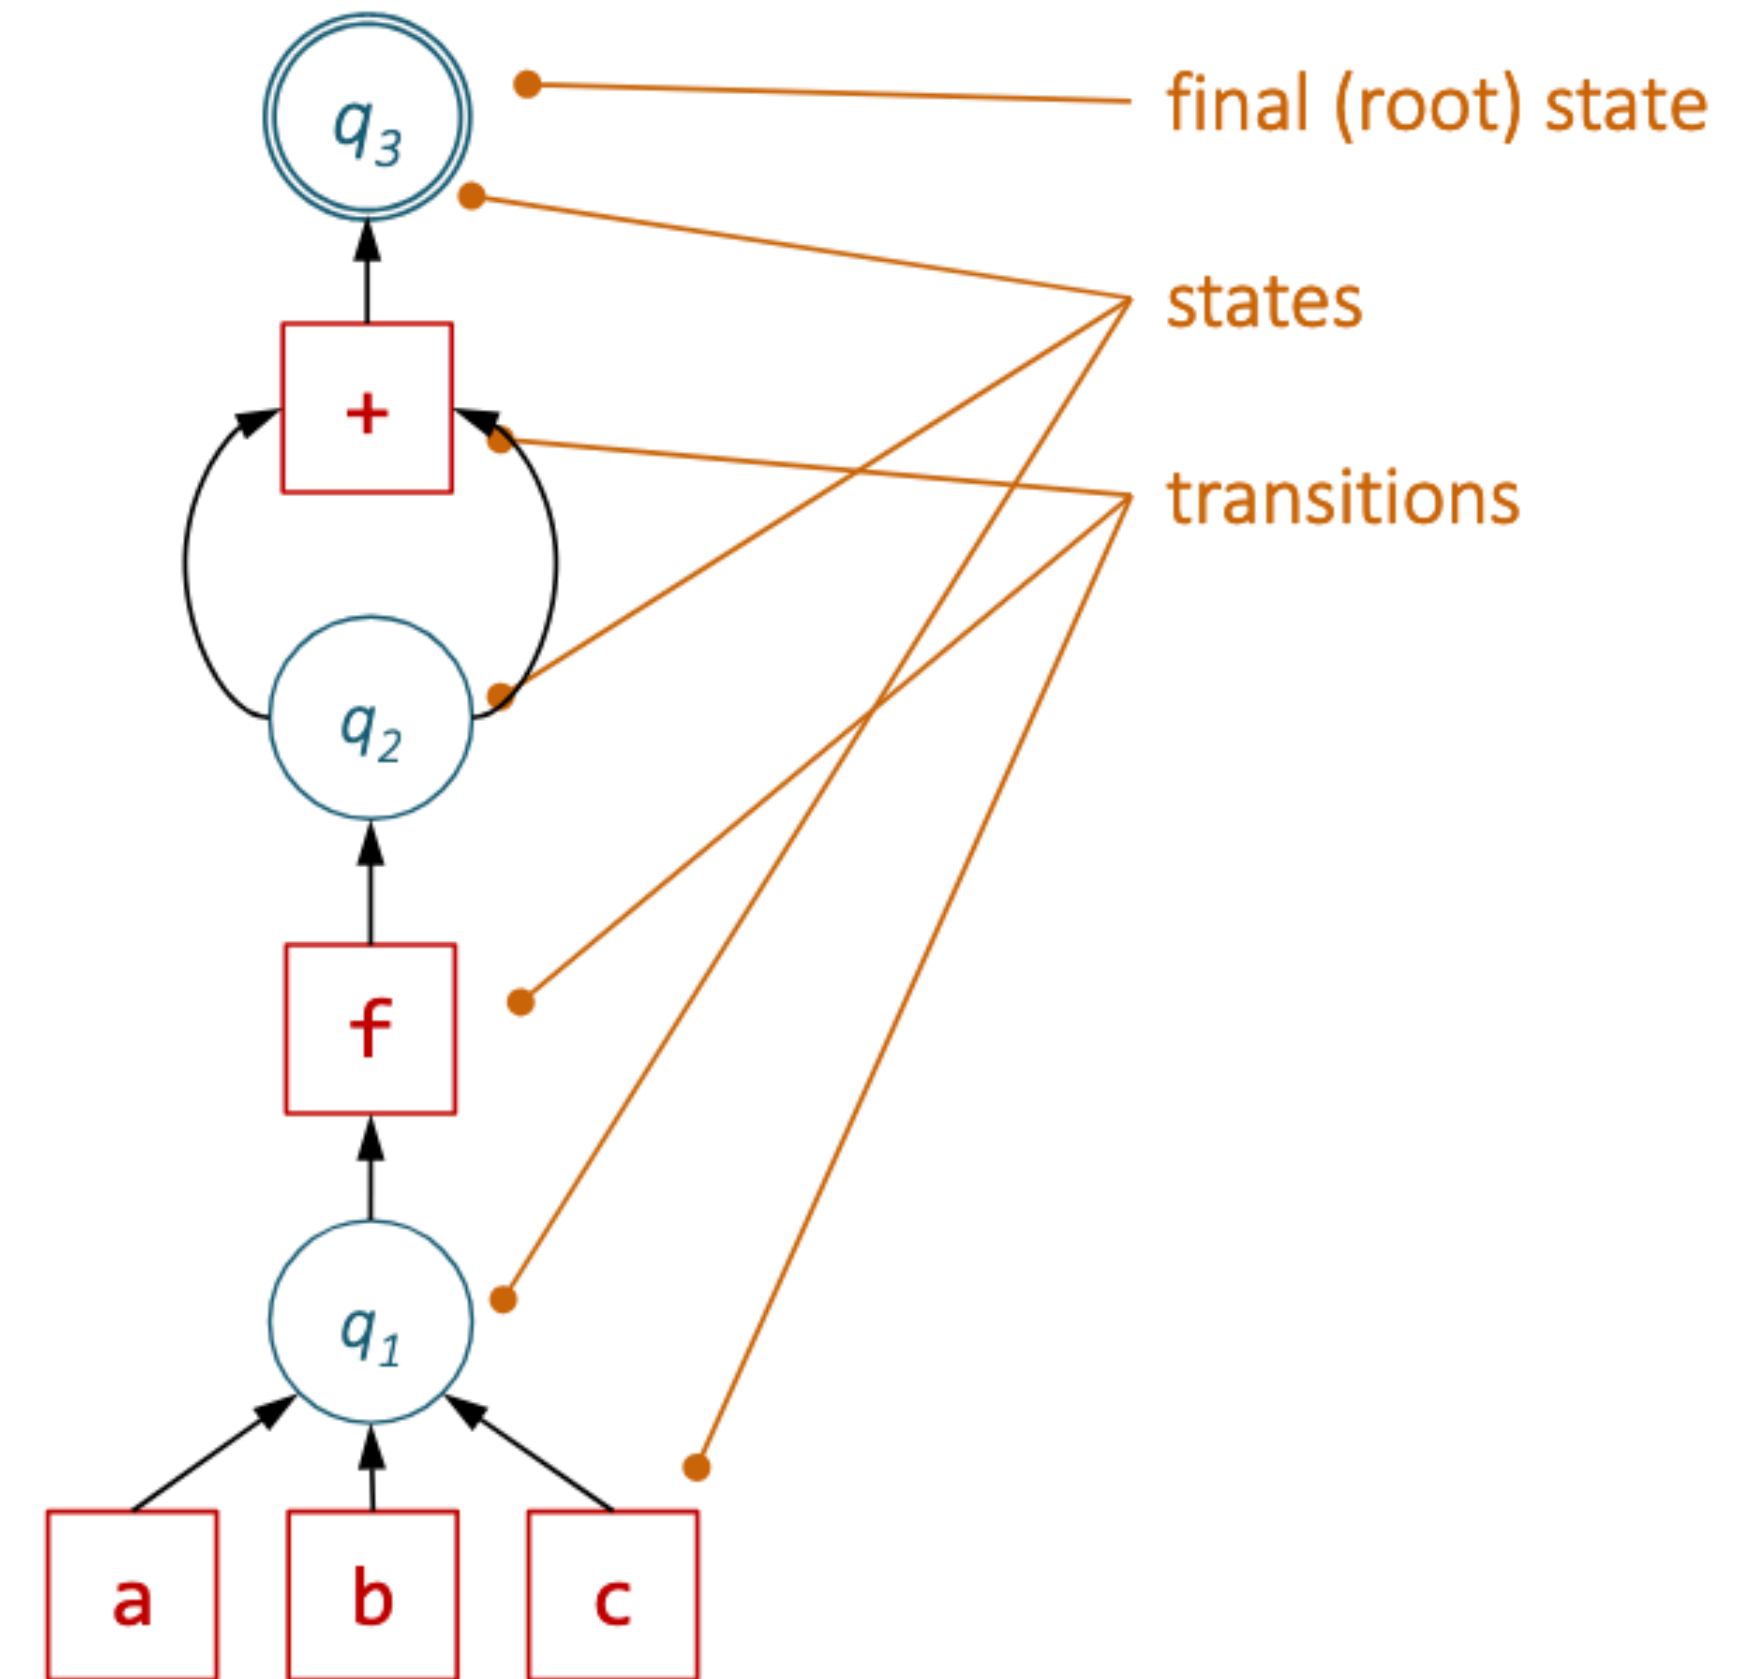 q3
final (root) state
states
+
transitions
q2
f
q1
a b c